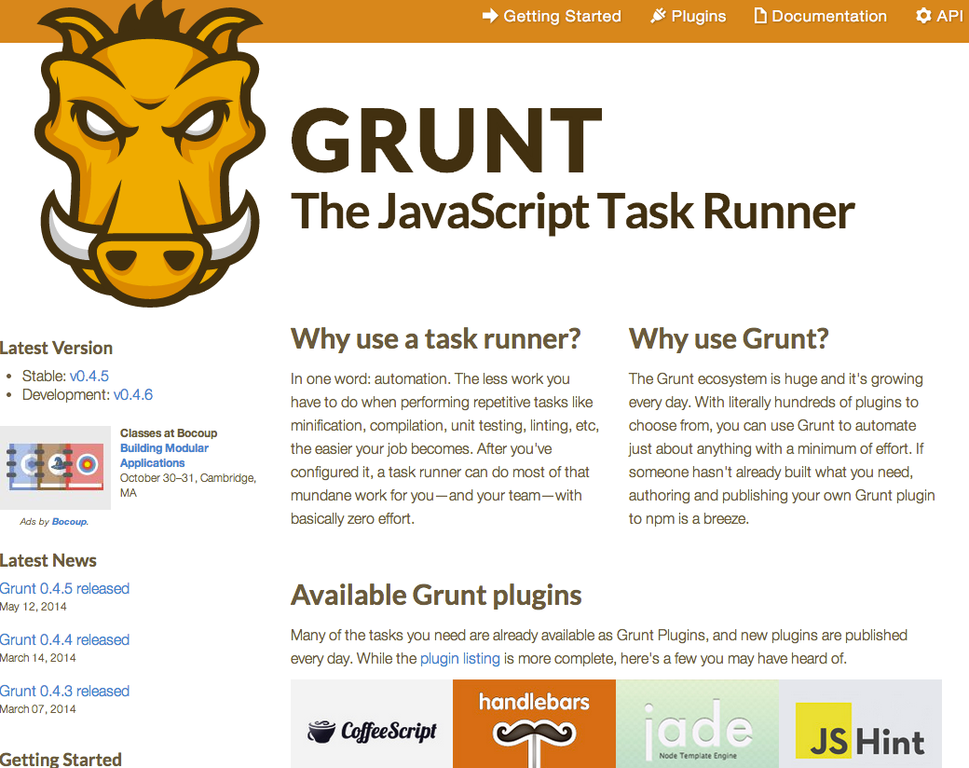 Getting Started
Plugins
Documentation
API
GRUNT
The JavaScript Task Runner
Latest Version
Stable: v0.4.5
Development: v0.4.6
Classes at Bocoup
Building Modular
Applications
October 30–31, Cambridge,
MA
Ads by Bocoup.
Latest News
Grunt 0.4.5 released
May 12, 2014
Grunt 0.4.4 released
March 14, 2014
Grunt 0.4.3 released
March 07, 2014
Getting Started
Why use a task runner?
In one word: automation. The less work you
have to do when performing repetitive tasks like
minification, compilation, unit testing, linting, etc,
the easier your job becomes. After you've
configured it, a task runner can do most of that
mundane work for you—and your team—with
basically zero effort.
Why use Grunt?
The Grunt ecosystem is huge and it's growing
every day. With literally hundreds of plugins to
choose from, you can use Grunt to automate
just about anything with a minimum of effort. If
someone hasn't already built what you need,
authoring and publishing your own Grunt plugin
to npm is a breeze.
Available Grunt plugins
Many of the tasks you need are already available as Grunt Plugins, and new plugins are published
every day. While the plugin listing is more complete, here's a few you may have heard of.
CoffeeScript
handlebars
jade
Node Template Engine
JSHint